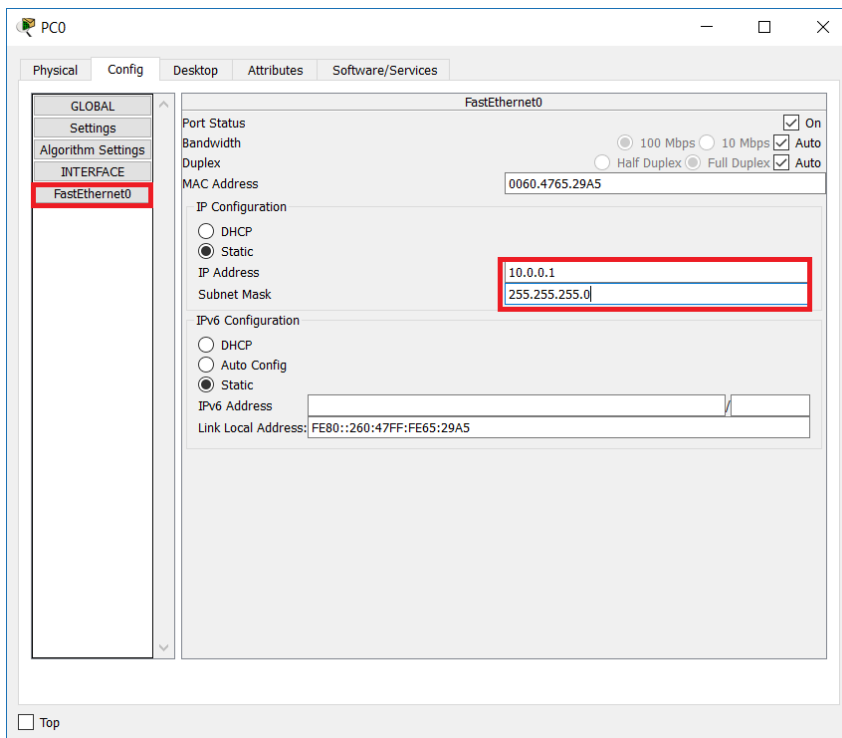 PC0
Physical Config Desktop Attributes Software/Services
GLOBAL
Settings
Algorithm Settings
INTERFACE
FastEthernet0
FastEthernet0
Port Status On
Bandwidth 100 Mbps 10 Mbps Auto
Duplex Half Duplex Full Duplex Auto
MAC Address 0060.4765.29A5
IP Configuration
DHCP
Static
IP Address 10.0.0.1
Subnet Mask 255.255.255.0
IPv6 Configuration
DHCP
Auto Config
Static
IPv6 Address /
Link Local Address: FE80::260:47FF:FE65:29A5
Top